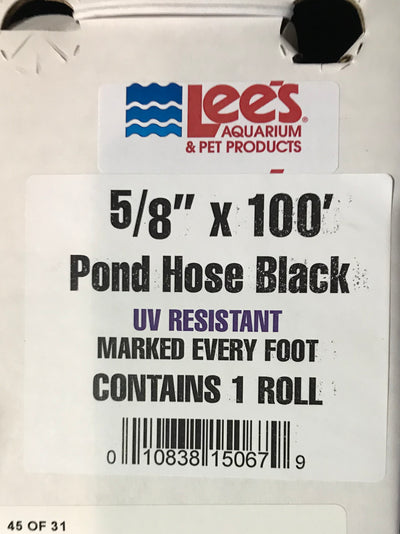 Lee's®
AQUARIUM
& PET PRODUCTS
5/8" x 100'
Pond Hose Black
UV RESISTANT
MARKED EVERY FOOT
CONTAINS 1 ROLL
0 10838 15067 9
45 OF 31